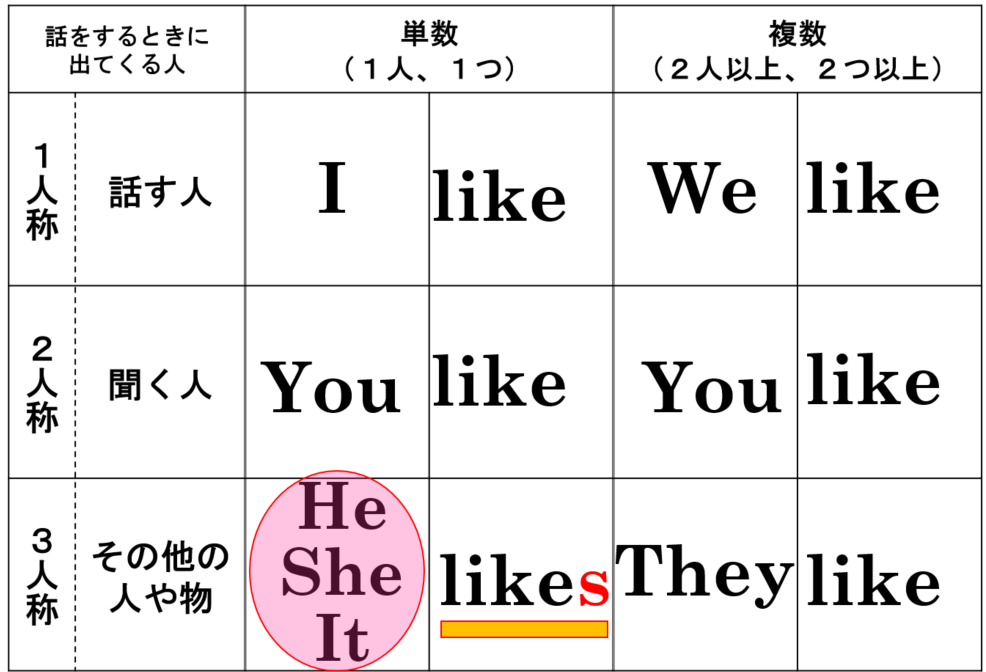 話をするときに
出てくる人
単数
（１人、１つ）
複数
（２人以上、２つ以上）
１人称
話す人
I
like
We
like
２人称
聞く人
You
like
You
like
３人称
その他の
人や物
He
She
It
likes
They
like